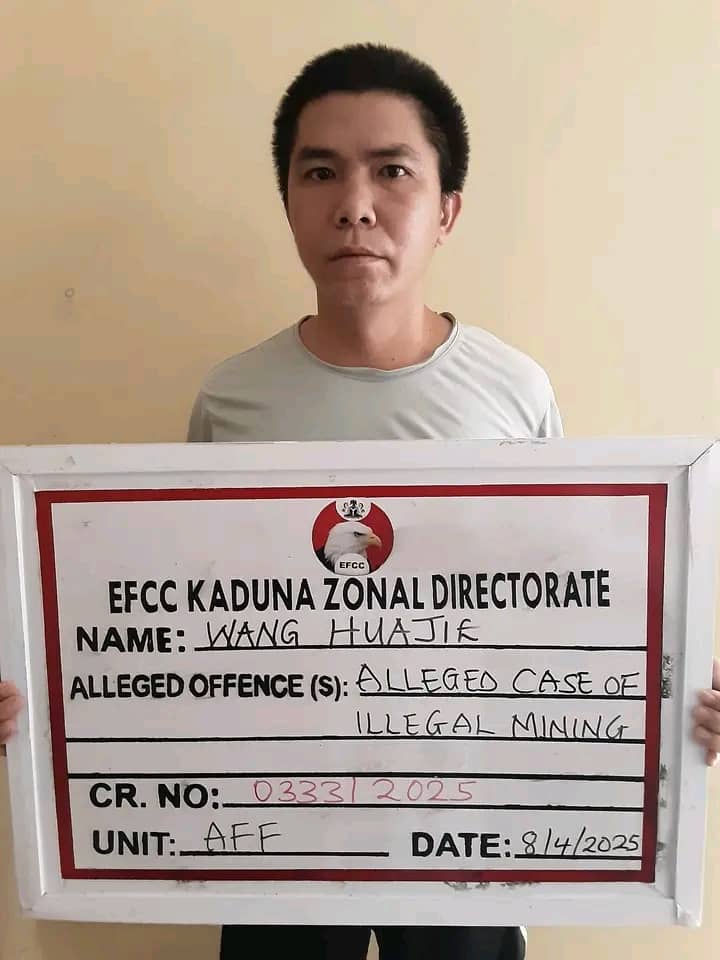 EFCC
EFCC KADUNA ZONAL DIRECTORATE
NAME: WANG HUAJIE
ALLEGED OFFENCE (S): ALLEGED CASE OF
ILLEGAL MINING
CR. NO: 0333/2025
UNIT: AFF DATE: 8/4/2025